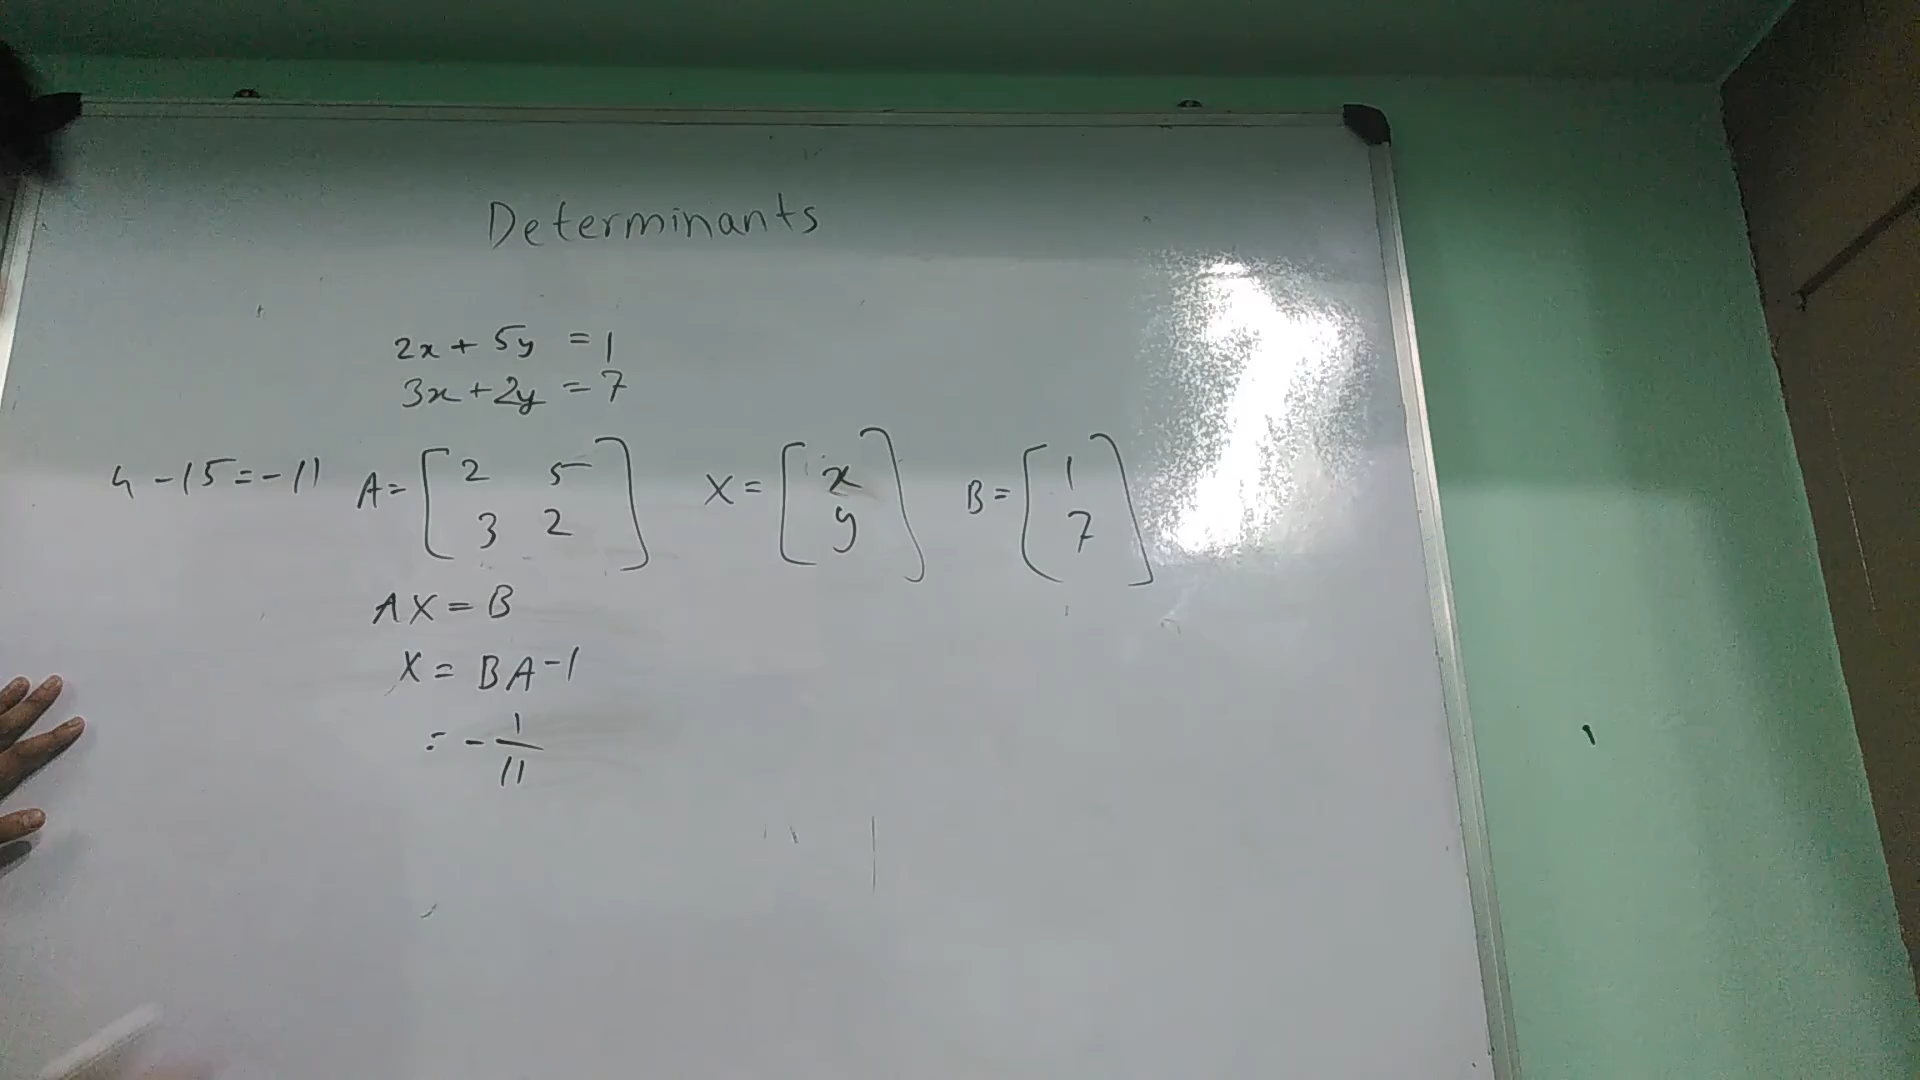 Determinants
2x + 5y = 1
3x + 2y = 7
4 - 15 = - 11 A = [ 2 5 3 2 ] X = [ x y ] B = [ 1 7 ]
AX = B
X = BA-1
= - 1/11